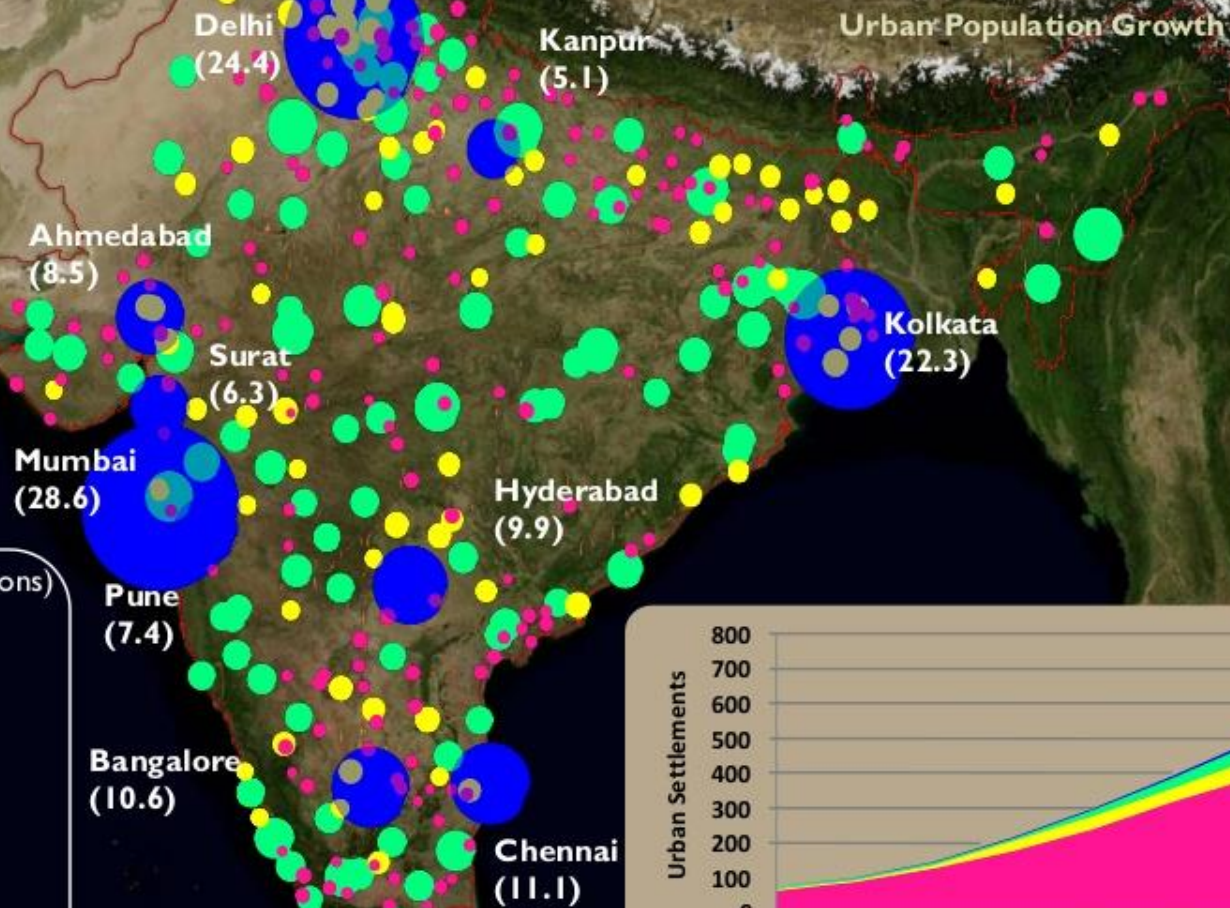 Urban Population Growth
Delhi
(24.4)
Kanpur
(5.1)
Ahmedabad
(8.5)
Kolkata
(22.3)
Surat
(6.3)
Mumbai
(28.6)
Hyderabad
(9.9)
ons)
Pune
(7.4)
Bangalore
(10.6)
Chennai
(11.1)
Urban Settlements
800
700
600
500
400
300
200
100